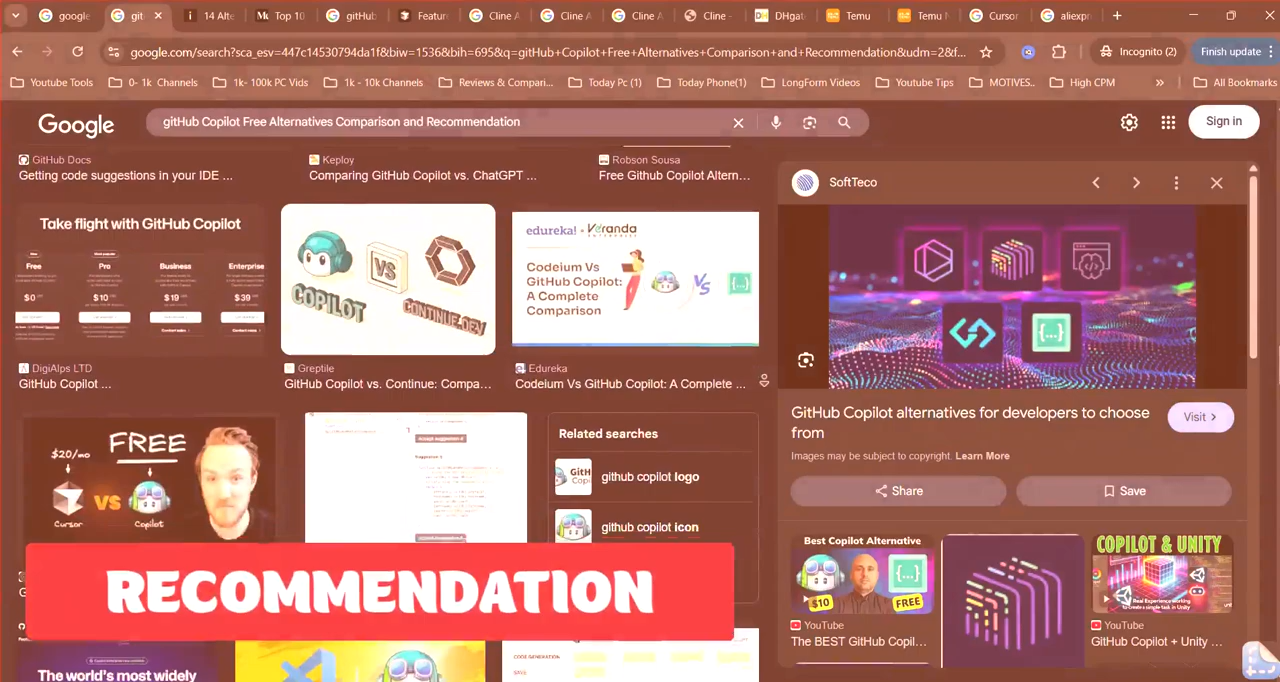 google
git
14 Alte
Top 10
gitHub
Featur
Cline A
Cline A
Cline A
Cline -
DHgate
Temu
Temu N
Cursor
aliexpr
google.com/search?sca_esv=447c14530794da1f&biw=1536&bih=695&q=gitHub+Copilot+Free+Alternatives+Comparison+and+Recommendation&udm=2&f...
Incognito (2)
Finish update
Youtube Tools
0- 1k Channels
1k- 100k PC Vids
1k - 10k Channels
Reviews & Compari...
Today Pc (1)
Today Phone(1)
LongForm Videos
Youtube Tips
MOTIVES..
High CPM
»
All Bookmarks
Google
gitHub Copilot Free Alternatives Comparison and Recommendation
Sign in
GitHub Docs
Getting code suggestions in your IDE ...
Keploy
Comparing GitHub Copilot vs. ChatGPT ...
Robson Sousa
Free Github Copilot Altern...
Take flight with GitHub Copilot
Free
Pro
Business
Enterprise
$0
$10
$19
$39
DigiAlps LTD
GitHub Copilot ...
COPILOT
VS
CONTINUE.DEV
Greptile
GitHub Copilot vs. Continue: Compa...
edureka!
Veranda
Codeium Vs
GitHub Copilot:
A Complete
Comparison
VS
Edureka
Codeium Vs GitHub Copilot: A Complete ...
$20/mo
FREE
VS
Cursor
Copilot
Related searches
github copilot logo
github copilot icon
RECOMMENDATION
The world's most widely
CODE GENERATION
SoftTeco
GitHub Copilot alternatives for developers to choose
from
Visit
Images may be subject to copyright. Learn More
Share
Save
Best Copilot Alternative
$10
FREE
YouTube
The BEST GitHub Copil...
COPILOT & UNITY
YouTube
GitHub Copilot + Unity ...